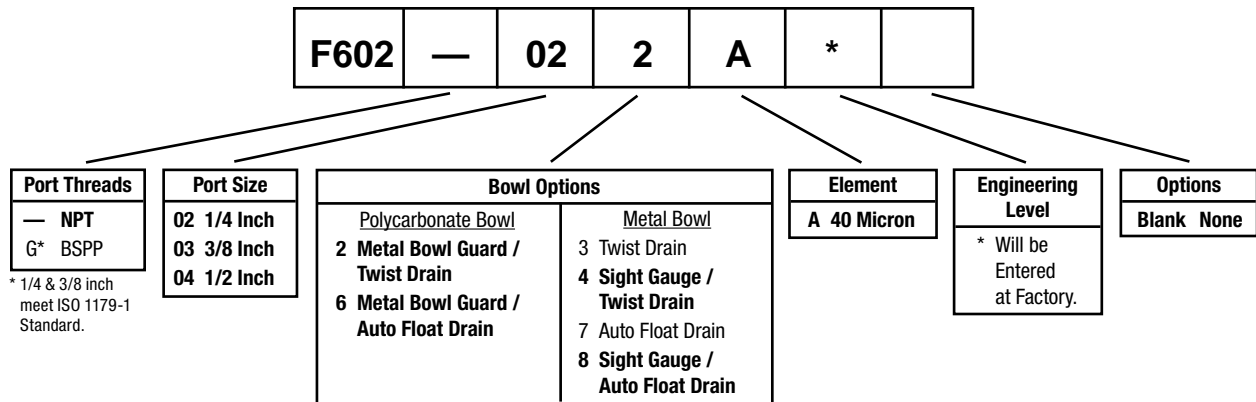 F602 — 02 2 A *
Port Threads
— NPT
G* BSPP
* 1/4 & 3/8 inch
meet ISO 1179-1
Standard.
Port Size
02 1/4 Inch
03 3/8 Inch
04 1/2 Inch
Bowl Options
Polycarbonate Bowl
2 Metal Bowl Guard /
Twist Drain
6 Metal Bowl Guard /
Auto Float Drain
Metal Bowl
3 Twist Drain
4 Sight Gauge /
Twist Drain
7 Auto Float Drain
8 Sight Gauge /
Auto Float Drain
Element
A 40 Micron
Engineering
Level
* Will be
Entered
at Factory.
Options
Blank None